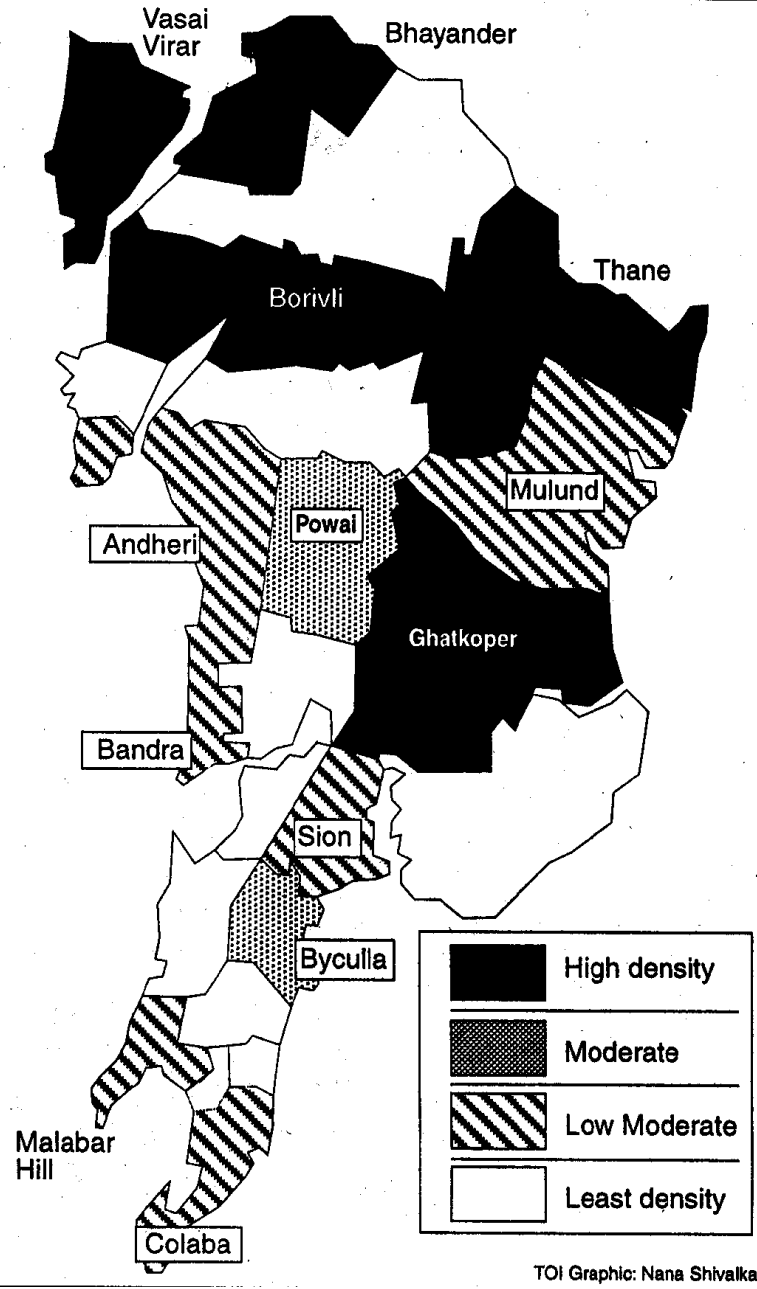 Vasai
Virar
Bhayander
Thane
Borivli
Mulund
Powai
Andheri
Ghatkoper
Bandra
Sion
Byculla
Malabar
Hill
Colaba
High density
Moderate
Low Moderate
Least density
TOI Graphic: Nana Shivalka